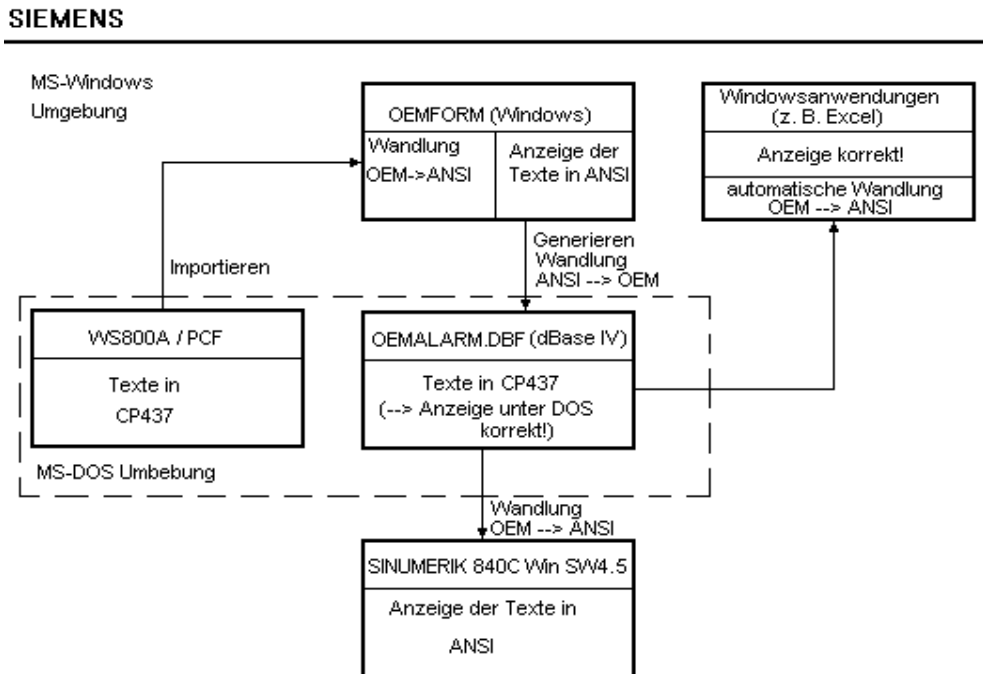 SIEMENS
MS-Windows
Umgebung
OEMFORM (Windows)
Wandlung
OEM->ANSI
Anzeige der
Texte in ANSI
Windowsanwendungen
(z. B. Excel)
Anzeige korrekt!
automatische Wandlung
OEM --> ANSI
Importieren
Generieren
Wandlung
ANSI --> OEM
WS800A / PCF
Texte in
CP437
OEMALARM.DBF (dBase IV)
Texte in CP437
(--> Anzeige unter DOS
korrekt!)
MS-DOS Umbebung
Wandlung
OEM --> ANSI
SINUMERIK 840C Win SW4.5
Anzeige der Texte in
ANSI